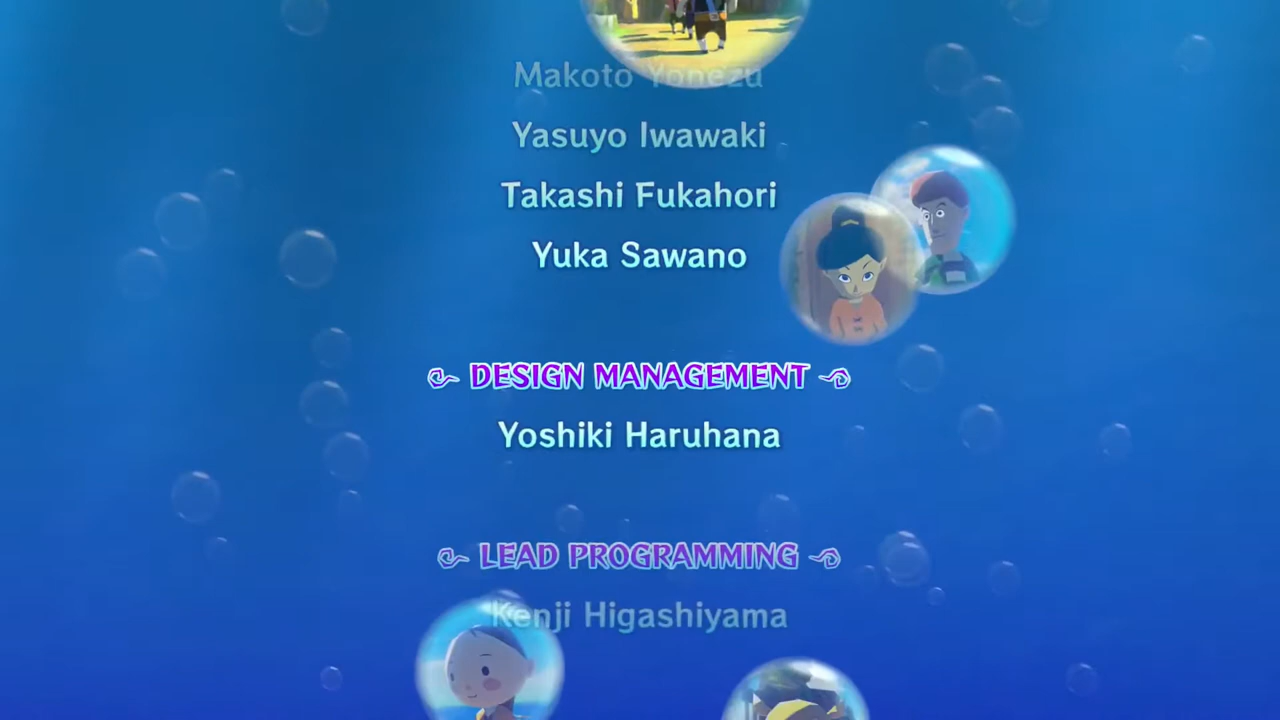 Makoto Yonezu
Yasuyo Iwawaki
Takashi Fukahori
Yuka Sawano
DESIGN MANAGEMENT
Yoshiki Haruhana
LEAD PROGRAMMING
Kenji Higashiyama